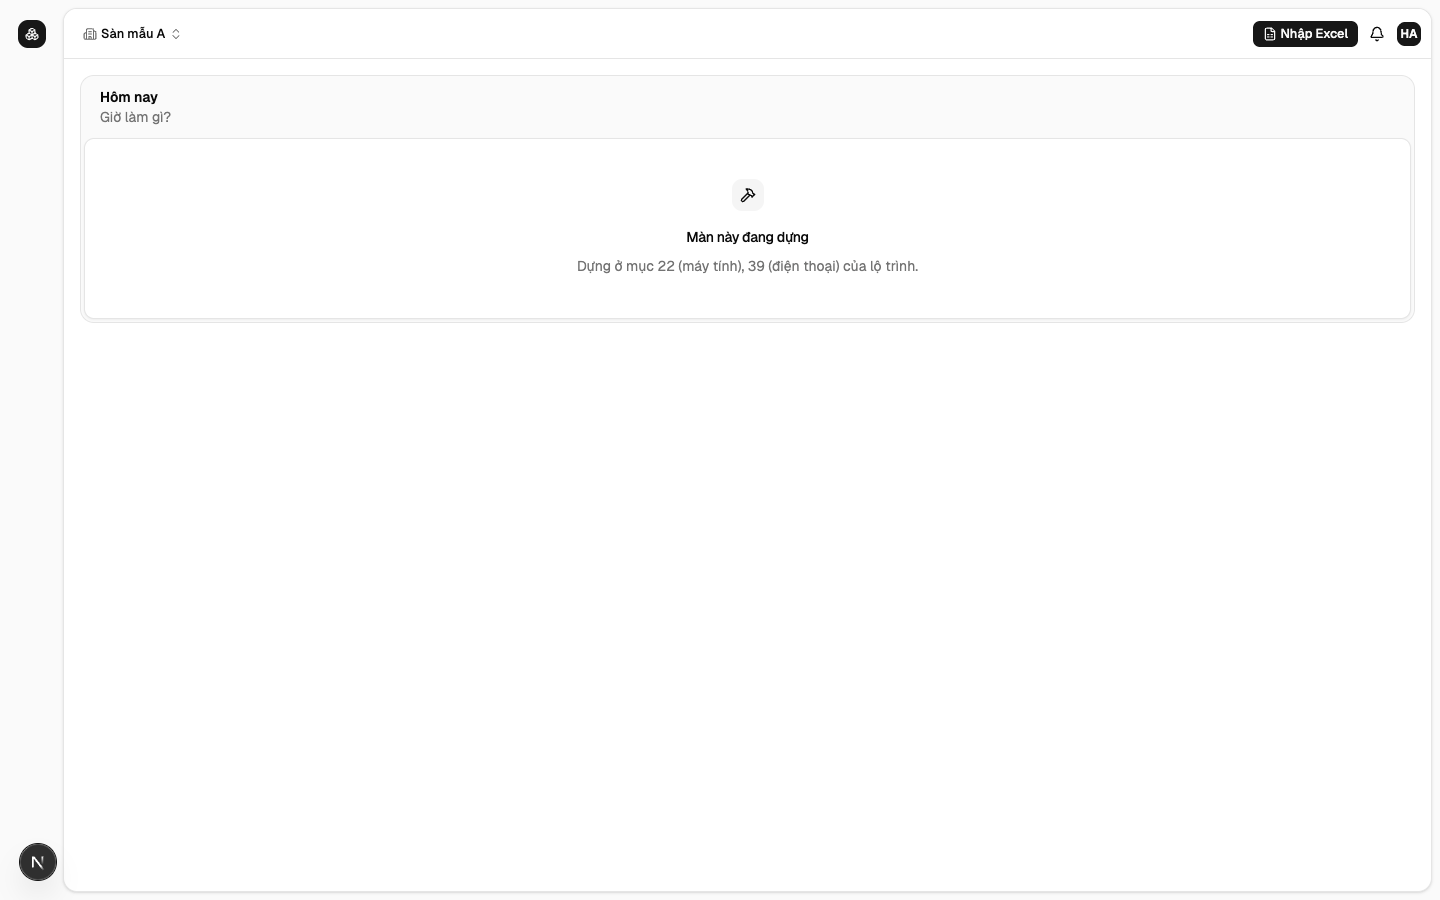 Sàn mẫu A
Nhập Excel
HA
Hôm nay
Giờ làm gì?
Màn này đang dựng
Dựng ở mục 22 (máy tính), 39 (điện thoại) của lộ trình.
N